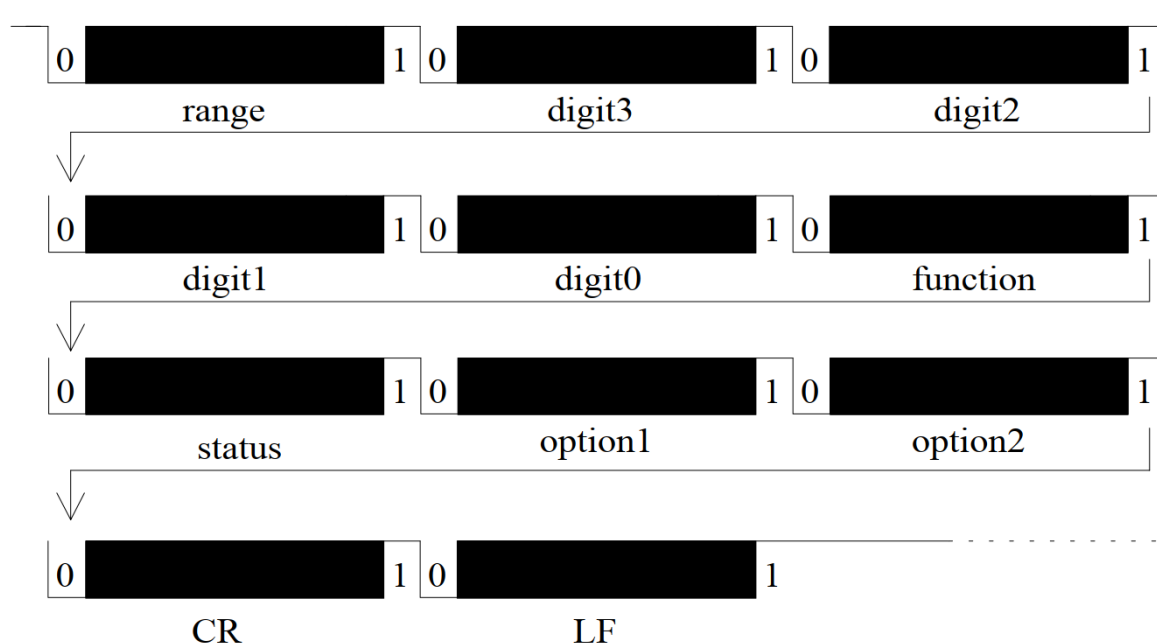 0 1 0 1 0 1
range digit3 digit2
0 1 0 1 0 1
digit1 digit0 function
0 1 0 1 0 1
status option1 option2
0 1 0 1
CR LF